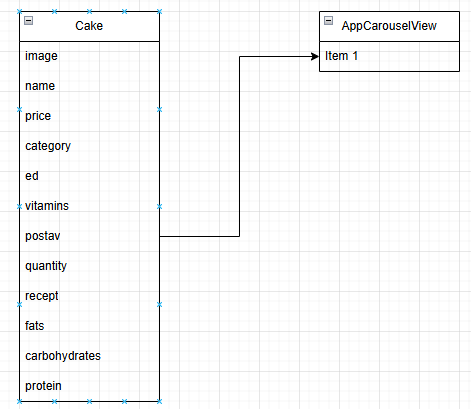 Cake
image
name
price
category
ed
vitamins
postav
quantity
recept
fats
carbohydrates
protein
AppCarouselView
Item 1